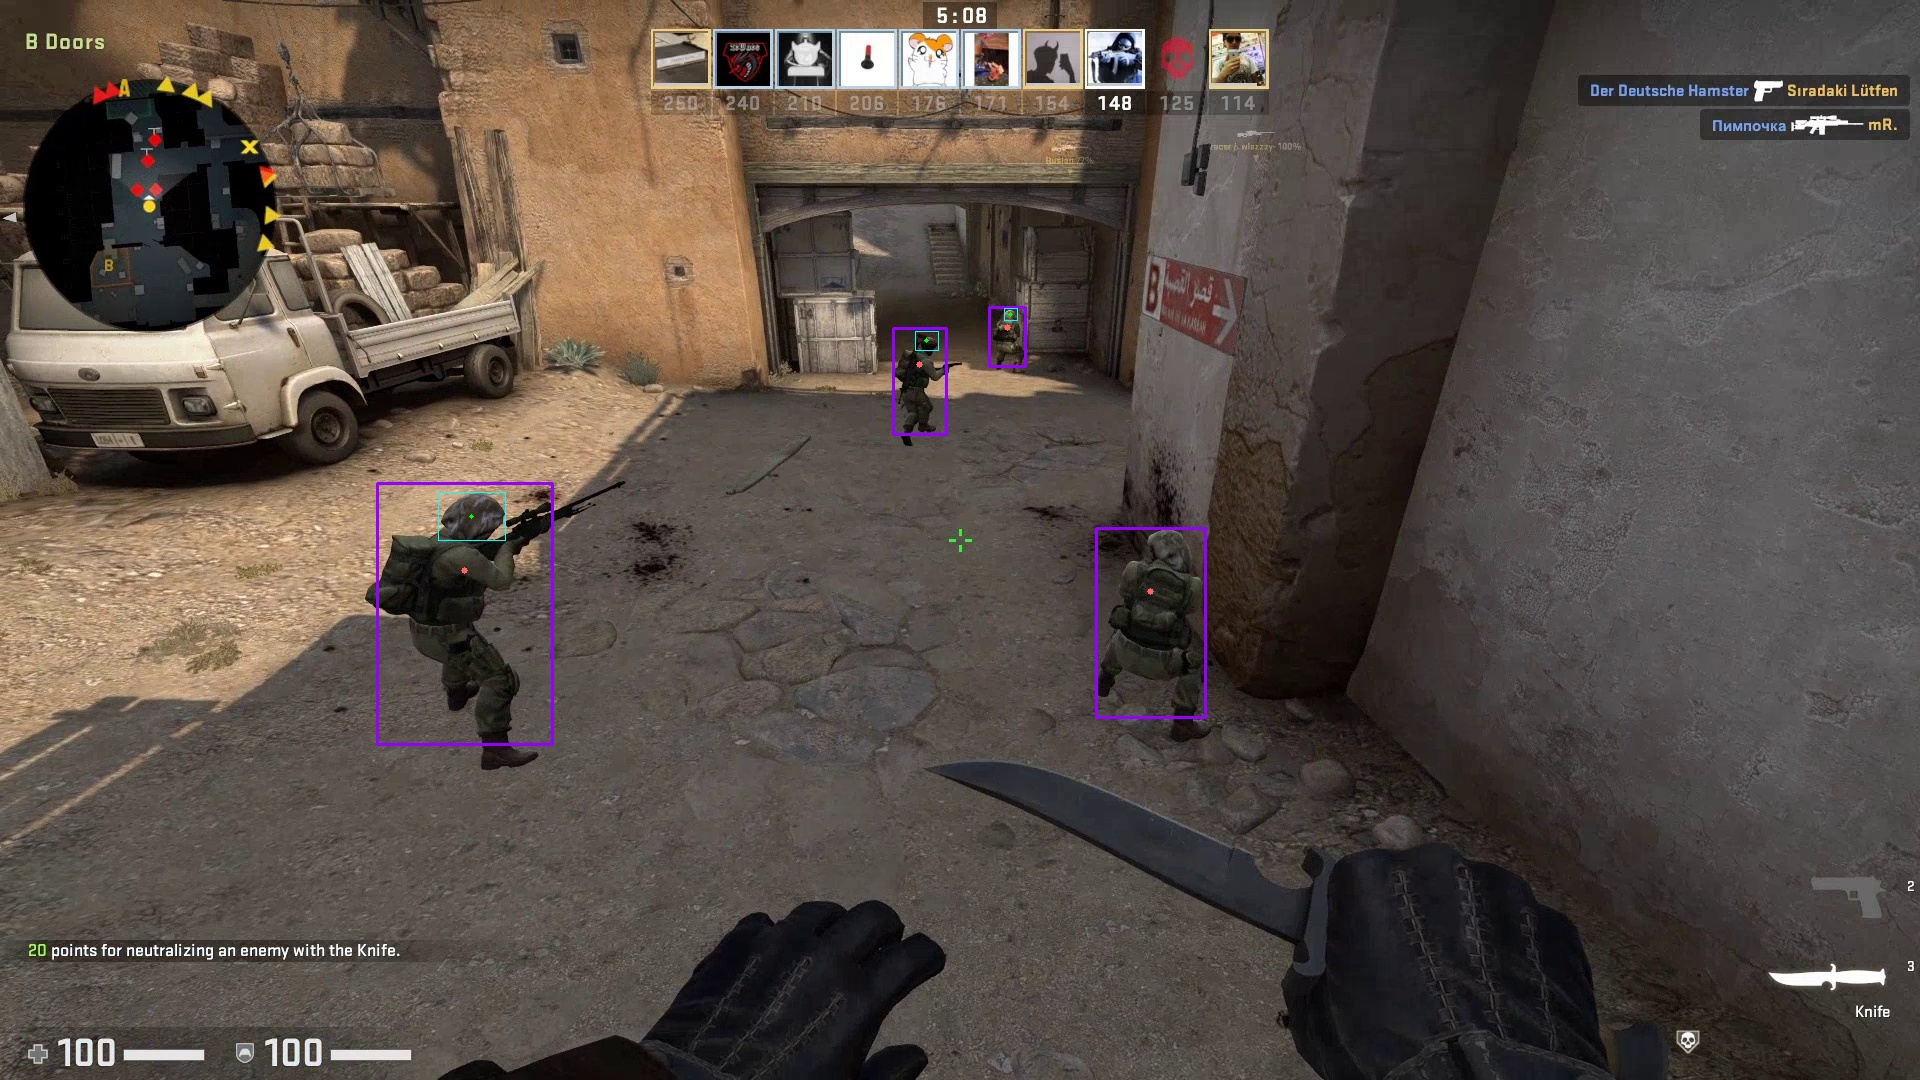 5:08
B Doors
A
B
250 240 210 206 176 171 154 148 125 114
Der Deutsche Hamster Sıradaki Lütfen
Пимпочка mR.
B
2
20 points for neutralizing an enemy with the Knife.
3
Knife
100 100